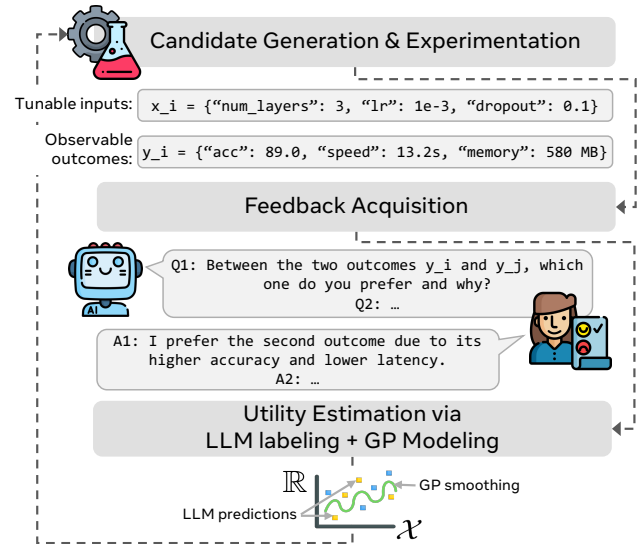 Candidate Generation & Experimentation
Tunable inputs:
x_i = {“num_layers”: 3, “lr”: 1e-3, “dropout”: 0.1}
Observable
outcomes:
y_i = {“acc”: 89.0, “speed”: 13.2s, “memory”: 580 MB}
Feedback Acquisition
Q1: Between the two outcomes y_i and y_j, which
one do you prefer and why?
Q2: …
AI
A1: I prefer the second outcome due to its
higher accuracy and lower latency.
A2: …
Utility Estimation via
LLM labeling + GP Modeling
ℝ
GP smoothing
LLM predictions
𝒳